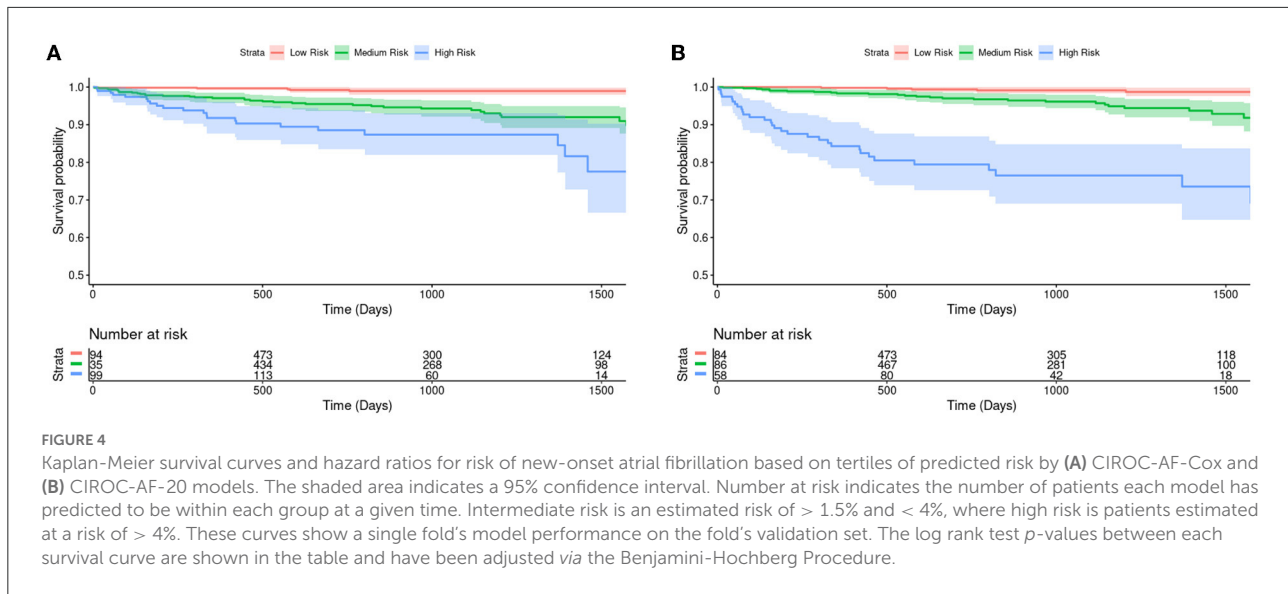 A
B
Strata Low Risk Medium Risk High Risk
Strata Low Risk Medium Risk High Risk
Survival probability
1.0
0.9
0.8
0.7
0.6
0.5
0 500 1000 1500
Time (Days)
Survival probability
1.0
0.9
0.8
0.7
0.6
0.5
0 500 1000 1500
Time (Days)
Number at risk
Strata
94 473 300 124
35 434 268 98
99 113 60 14
0 500 1000 1500
Time (Days)
Number at risk
Strata
84 473 305 118
86 467 281 100
58 80 42 18
0 500 1000 1500
Time (Days)
FIGURE 4
Kaplan-Meier survival curves and hazard ratios for risk of new-onset atrial fibrillation based on tertiles of predicted risk by (A) CIROC-AF-Cox and
(B) CIROC-AF-20 models. The shaded area indicates a 95% confidence interval. Number at risk indicates the number of patients each model has
predicted to be within each group at a given time. Intermediate risk is an estimated risk of > 1.5% and < 4%, where high risk is patients estimated
at a risk of > 4%. These curves show a single fold's model performance on the fold's validation set. The log rank test p-values between each
survival curve are shown in the table and have been adjusted via the Benjamini-Hochberg Procedure.